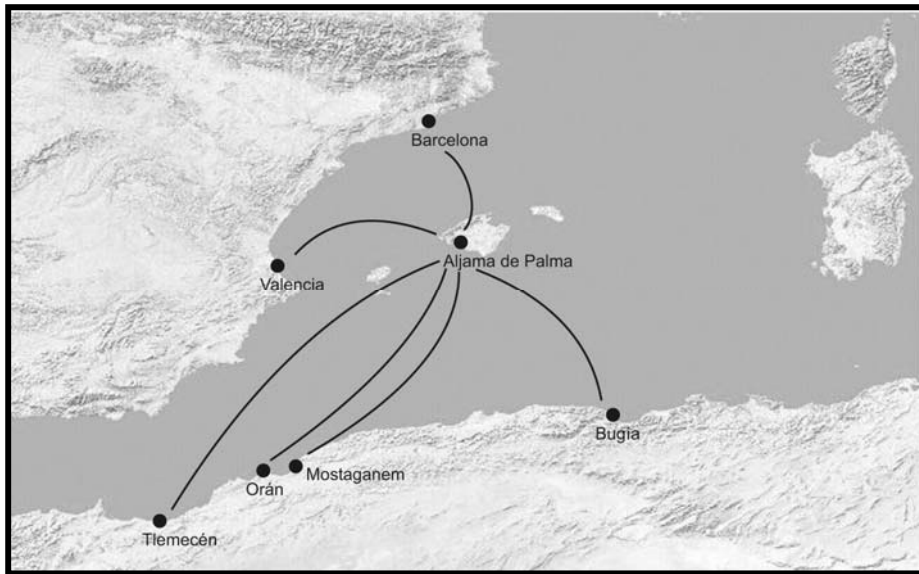 Barcelona
Aljama de Palma
Valencia
Bugia
Mostaganem
Orán
Tlemecén